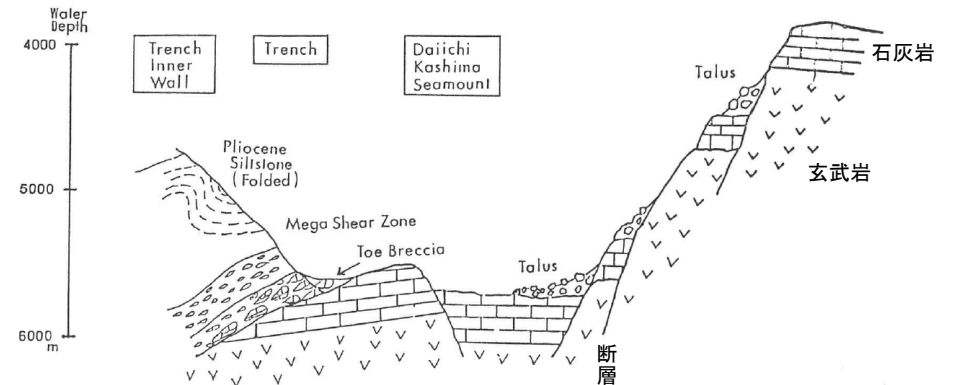 Water
Depth
4000
5000
6000
m
Trench
Inner
Wall
Trench
Daiichi
Kashima
Seamount
Talus
石灰岩
玄武岩
Pliocene
Siltstone
(Folded)
Mega Shear Zone
Toe Breccia
Talus
断
層